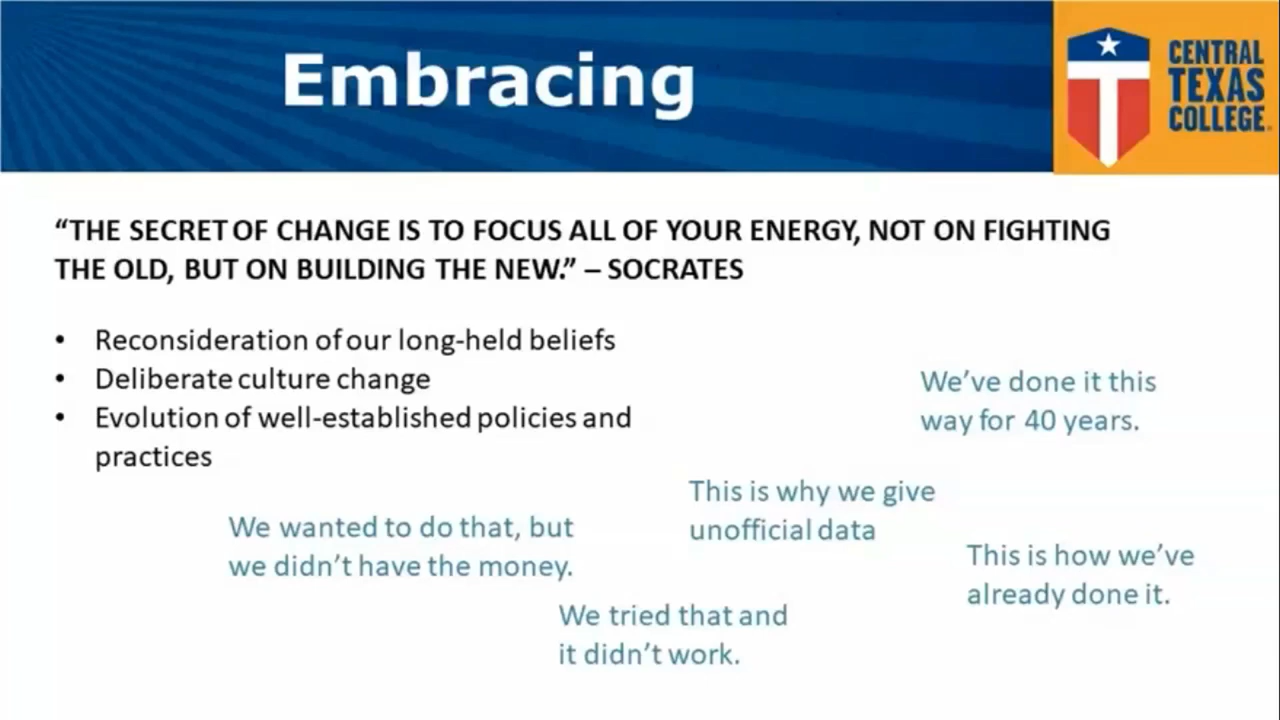 Embracing
CENTRAL
TEXAS
COLLEGE
“THE SECRET OF CHANGE IS TO FOCUS ALL OF YOUR ENERGY, NOT ON FIGHTING
THE OLD, BUT ON BUILDING THE NEW.” – SOCRATES
• Reconsideration of our long-held beliefs
• Deliberate culture change
• Evolution of well-established policies and
practices
We’ve done it this
way for 40 years.
This is why we give
unofficial data
We wanted to do that, but
we didn’t have the money.
This is how we’ve
already done it.
We tried that and
it didn’t work.